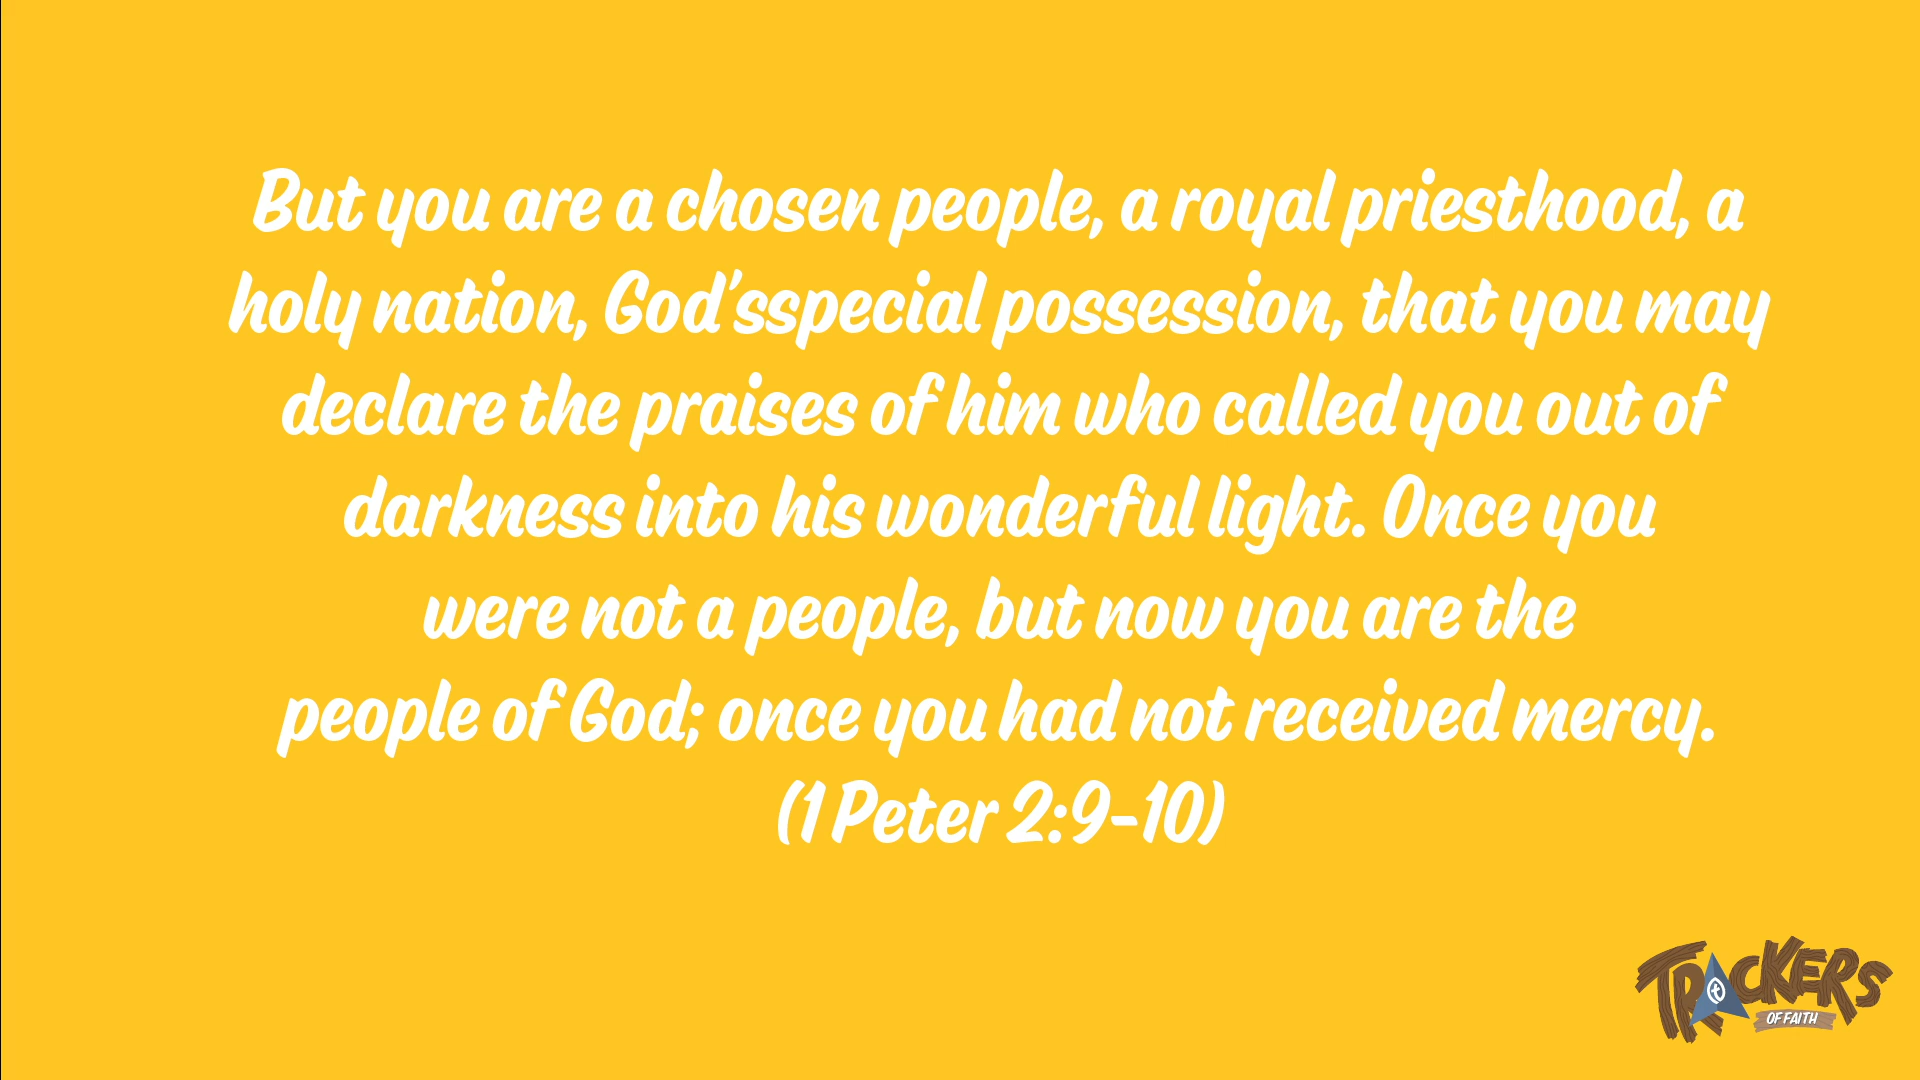 But you are a chosen people, a royal priesthood, a
holy nation, God'sspecial possession, that you may
declare the praises of him who called you out of
darkness into his wonderful light. Once you
were not a people, but now you are the
people of God; once you had not received mercy.
(1 Peter 2:9-10)
TRACKERS
OF FAITH